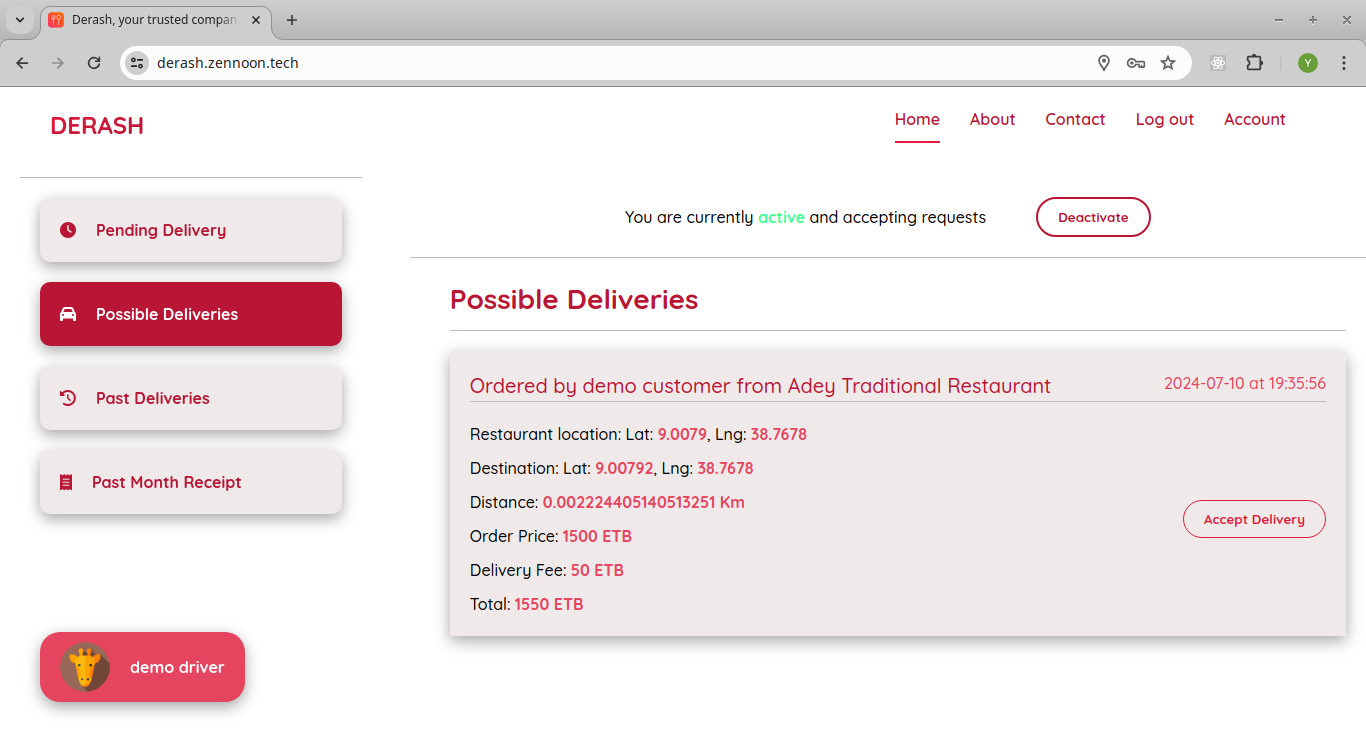 Derash, your trusted compan
derash.zennoon.tech
Y
DERASH
Home About Contact Log out Account
Pending Delivery
Possible Deliveries
Past Deliveries
Past Month Receipt
demo driver
You are currently active and accepting requests
Deactivate
Possible Deliveries
Ordered by demo customer from Adey Traditional Restaurant
2024-07-10 at 19:35:56
Restaurant location: Lat: 9.0079, Lng: 38.7678
Destination: Lat: 9.00792, Lng: 38.7678
Distance: 0.002224405140513251 Km
Order Price: 1500 ETB
Delivery Fee: 50 ETB
Total: 1550 ETB
Accept Delivery